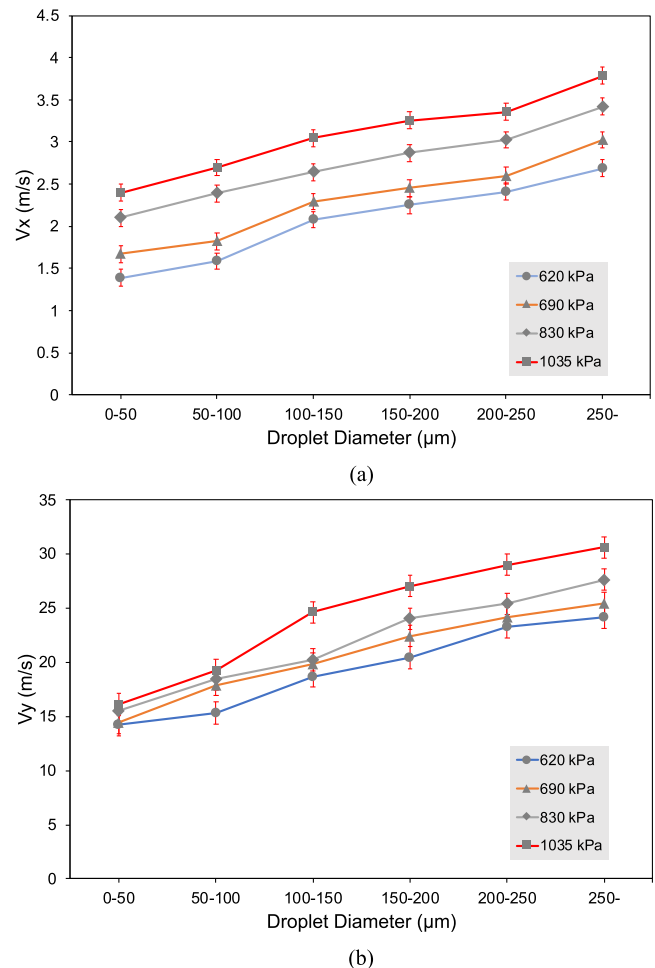 4.5
4
3.5
3
2.5
2
1.5
1
0.5
0
Vx (m/s)
620 kPa
690 kPa
830 kPa
1035 kPa
0-50 50-100 100-150 150-200 200-250 250-
Droplet Diameter (μm)
(a)
35
30
25
20
15
10
5
0
Vy (m/s)
620 kPa
690 kPa
830 kPa
1035 kPa
0-50 50-100 100-150 150-200 200-250 250-
Droplet Diameter (μm)
(b)